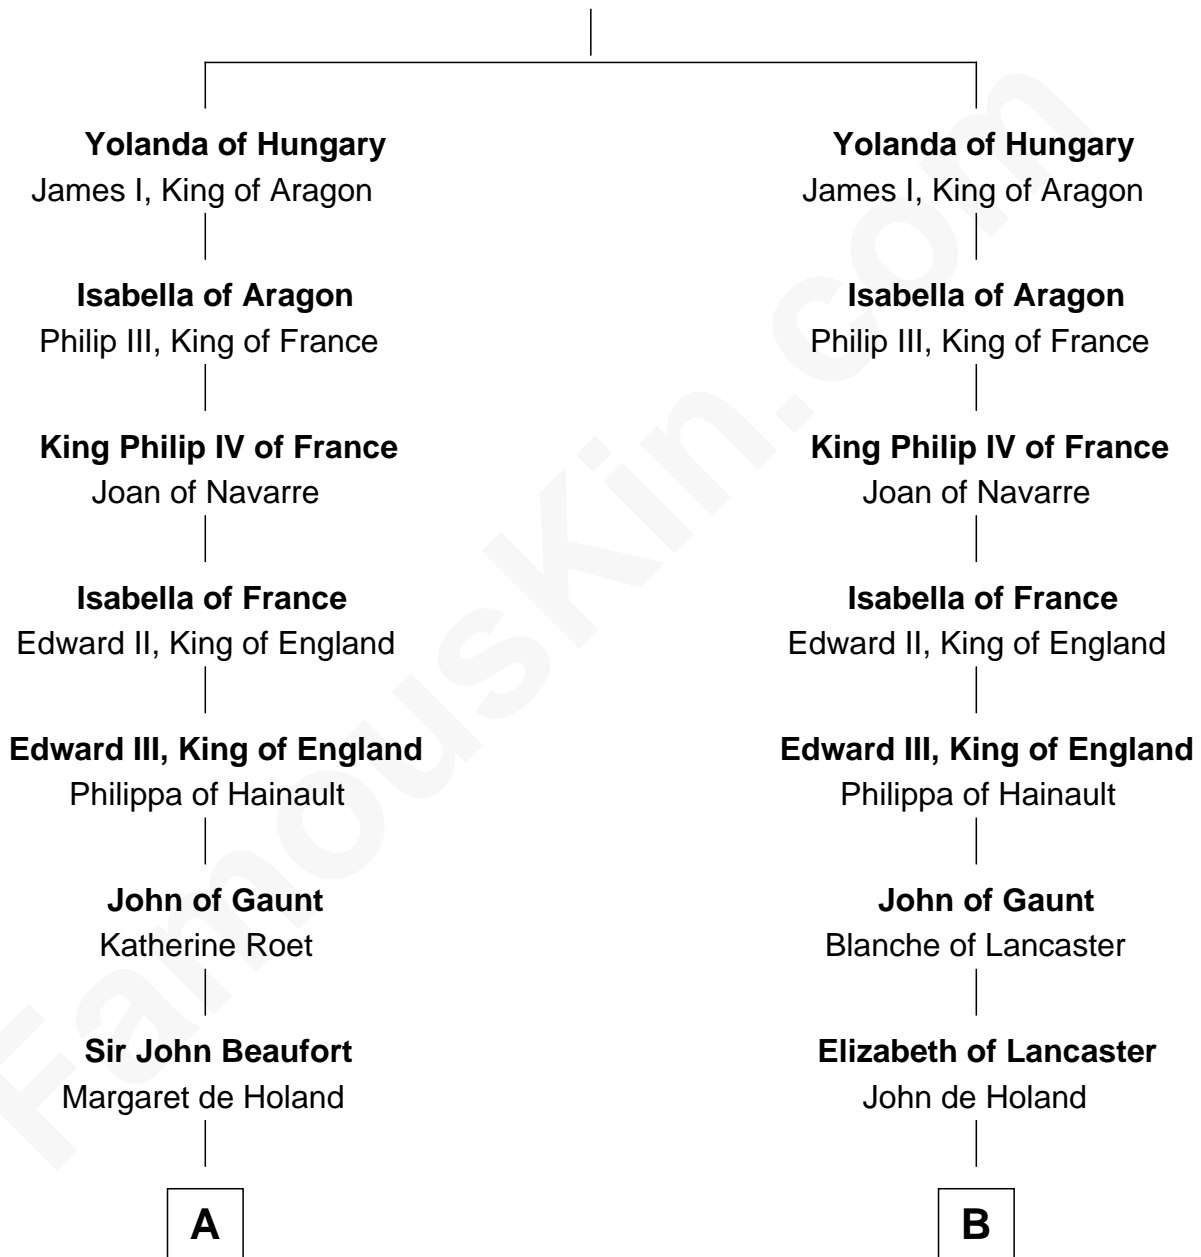 Yolanda of Hungary
James I, King of Aragon
Isabella of Aragon
Philip III, King of France
King Philip IV of France
Joan of Navarre
Isabella of France
Edward II, King of England
Edward III, King of England
Philippa of Hainault
John of Gaunt
Katherine Roet
Sir John Beaufort
Margaret de Holand
A
Yolanda of Hungary
James I, King of Aragon
Isabella of Aragon
Philip III, King of France
King Philip IV of France
Joan of Navarre
Isabella of France
Edward II, King of England
Edward III, King of England
Philippa of Hainault
John of Gaunt
Blanche of Lancaster
Elizabeth of Lancaster
John de Holand
B
FamousKin.com